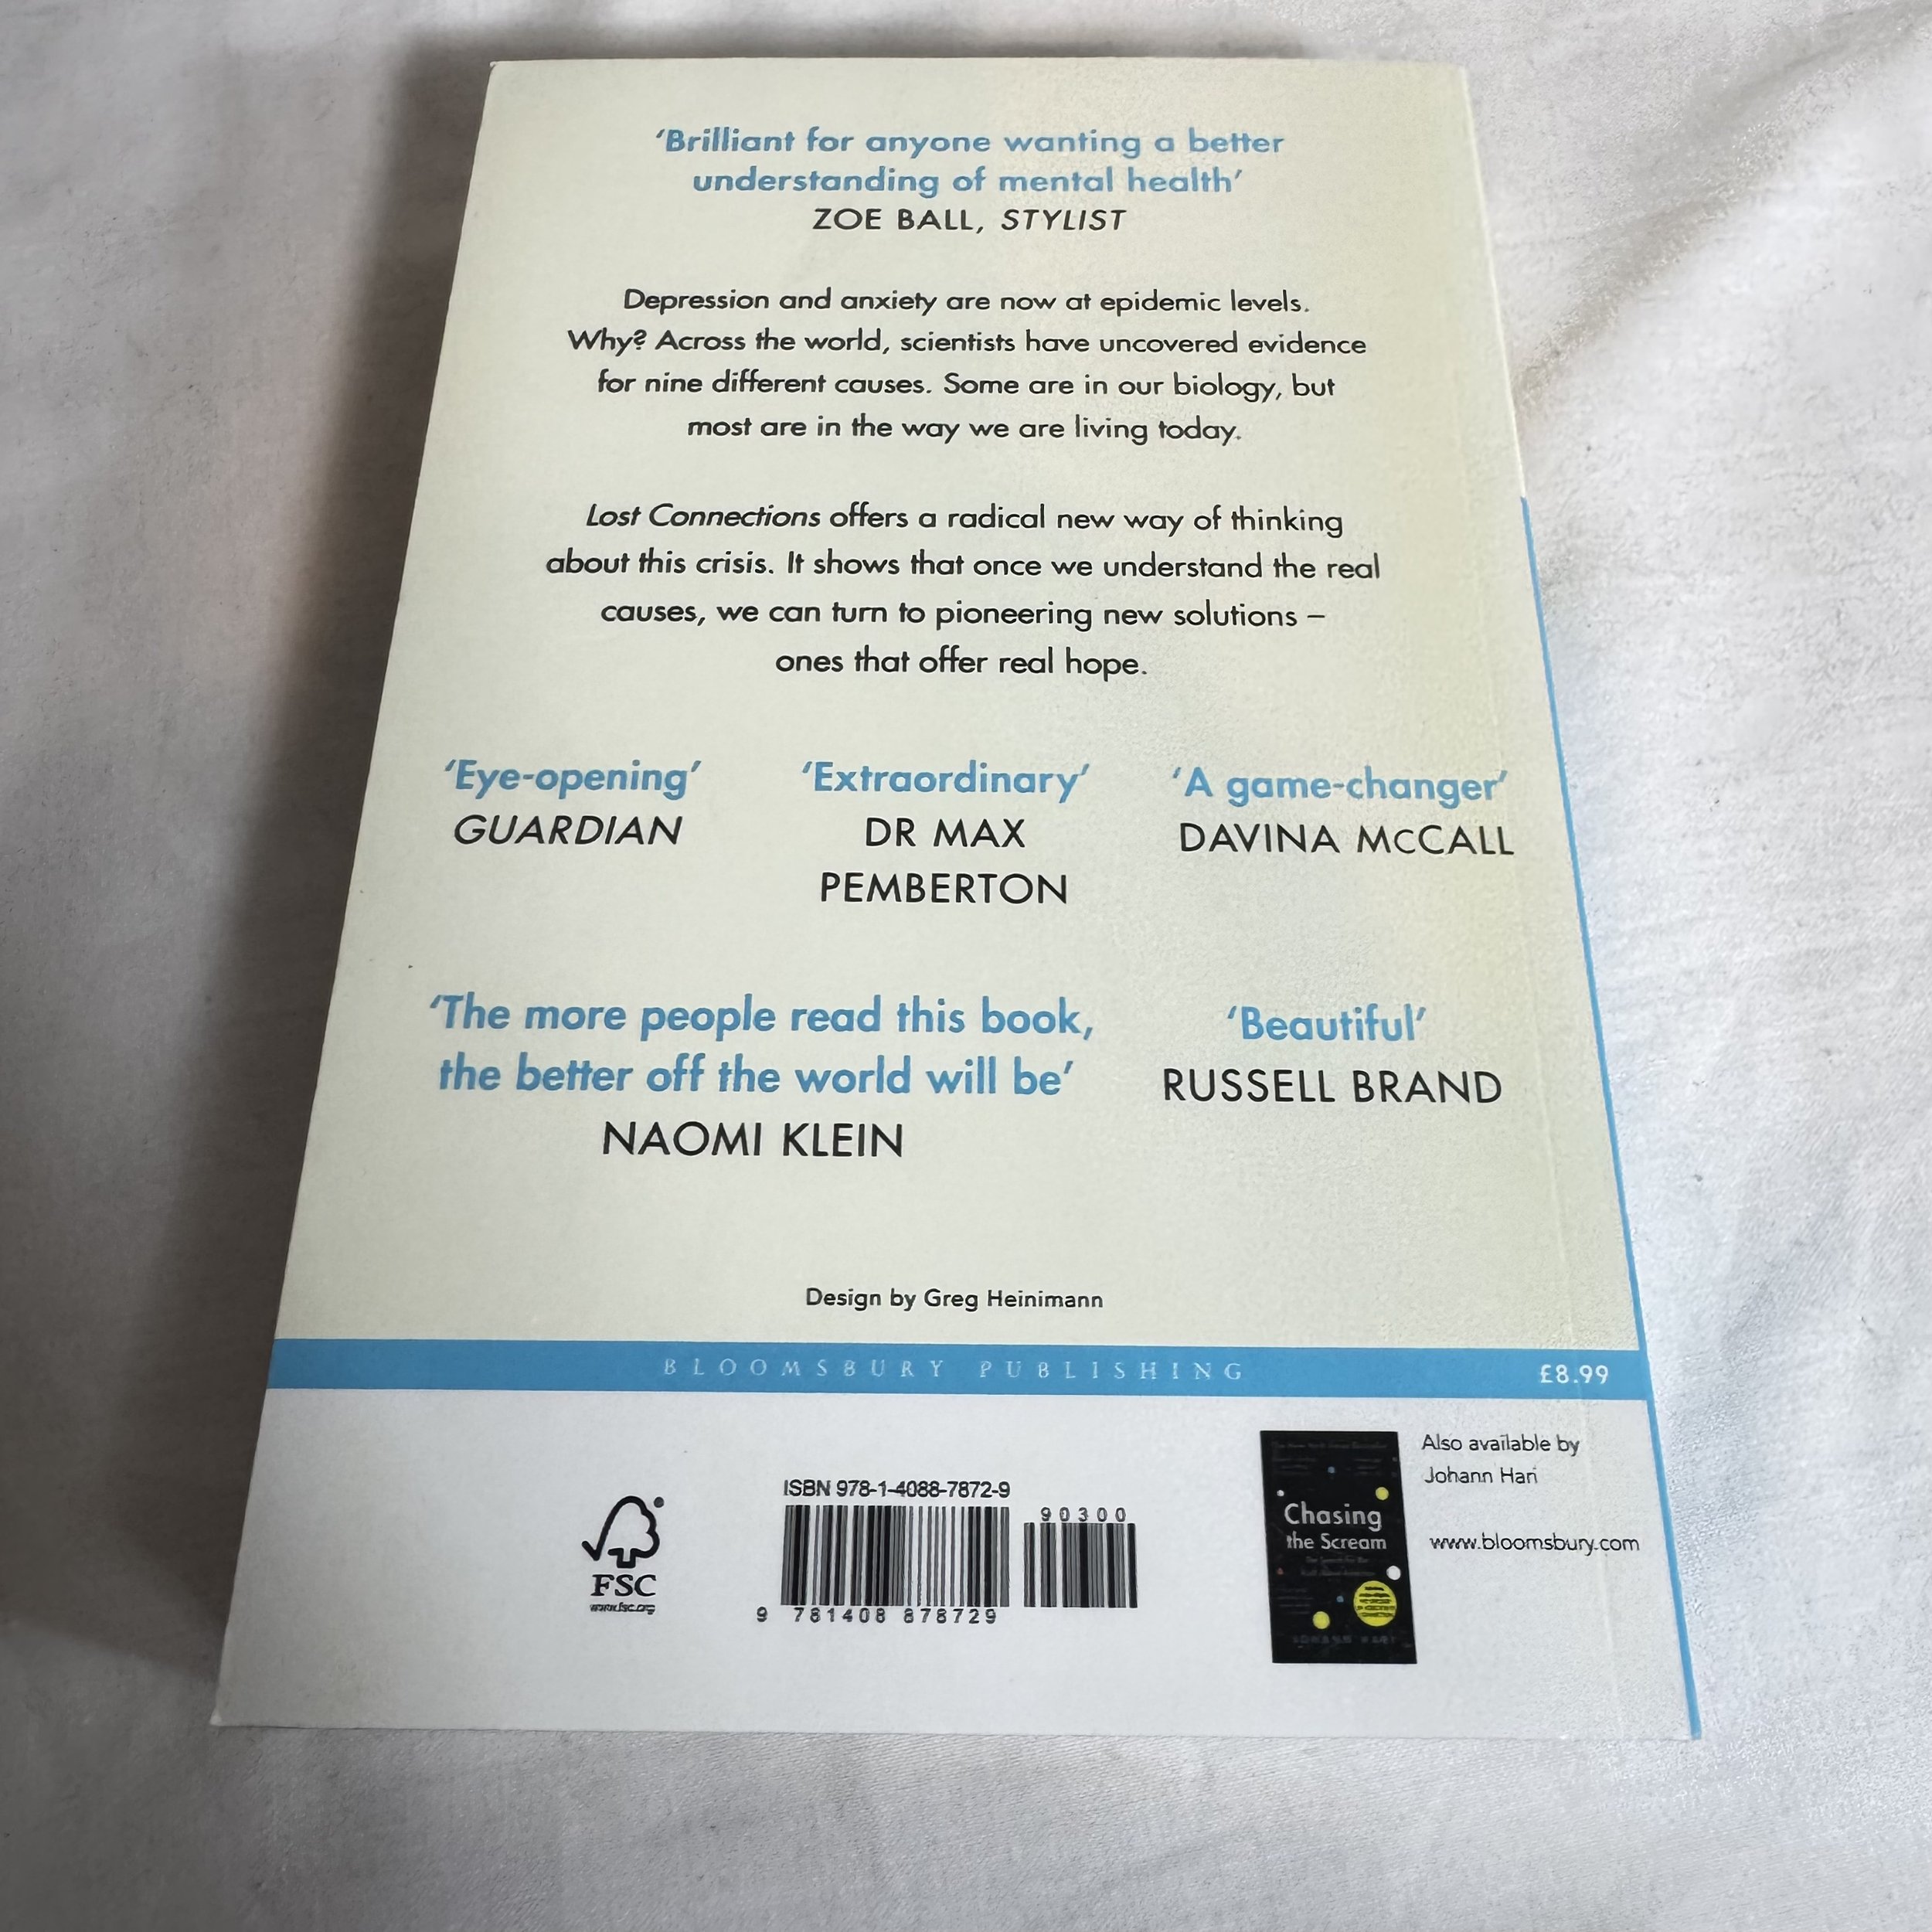 ‘Brilliant for anyone wanting a better
understanding of mental health’
ZOE BALL, STYLIST
Depression and anxiety are now at epidemic levels.
Why? Across the world, scientists have uncovered evidence
for nine different causes. Some are in our biology, but
most are in the way we are living today.
Lost Connections offers a radical new way of thinking
about this crisis. It shows that once we understand the real
causes, we can turn to pioneering new solutions –
ones that offer real hope.
‘Eye-opening’
GUARDIAN
‘Extraordinary’
DR MAX
PEMBERTON
‘A game-changer’
DAVINA McCALL
‘The more people read this book,
the better off the world will be’
NAOMI KLEIN
‘Beautiful’
RUSSELL BRAND
Design by Greg Heinimann
BLOOMSBURY PUBLISHING
£8.99
FSC
www.fsc.org
ISBN 978-1-4088-7872-9
90300
9 781408 878729
Chasing
the Scream
Also available by
Johann Hari
www.bloomsbury.com